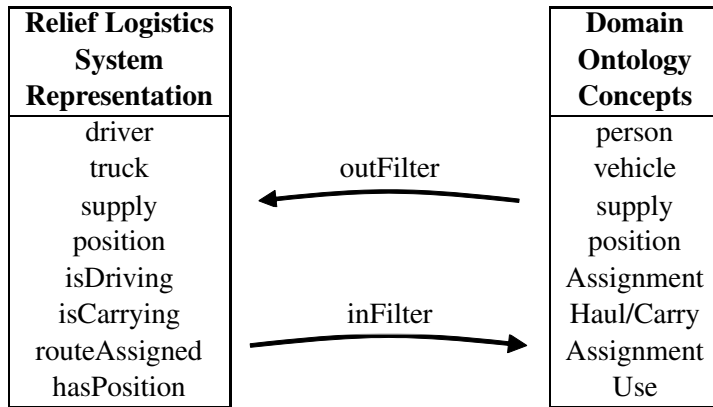 Relief Logistics
System
Representation
driver
truck
supply
position
isDriving
isCarrying
routeAssigned
hasPosition
outFilter
inFilter
Domain
Ontology
Concepts
person
vehicle
supply
position
Assignment
Haul/Carry
Assignment
Use